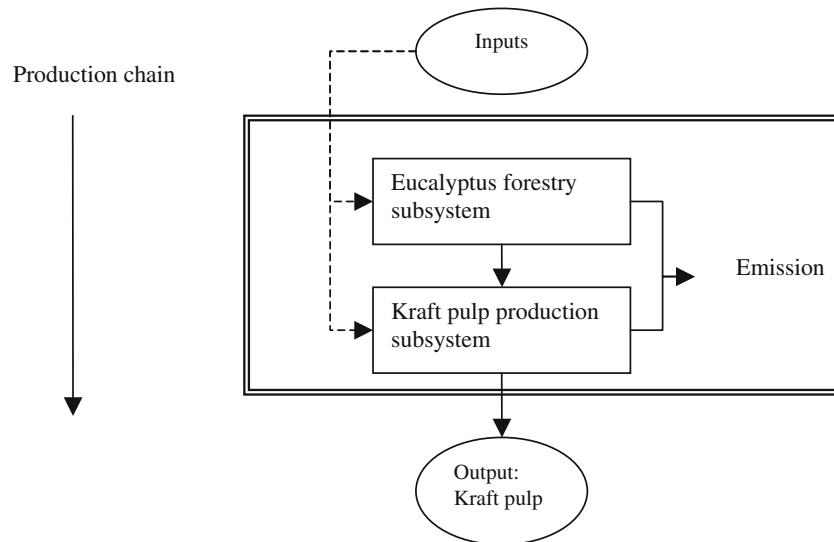 Inputs
Production chain
Eucalyptus forestry
subsystem
Emission
Kraft pulp production
subsystem
Output:
Kraft pulp